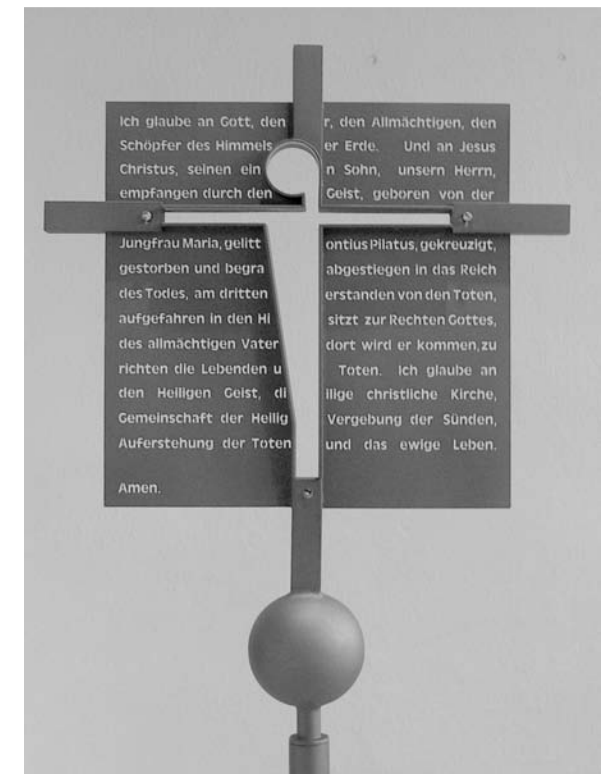 Ich glaube an Gott, den r, den Allmächtigen, den
Schöpfer des Himmels er Erde. Und an Jesus
Christus, seinen ein n Sohn, unsern Herrn,
empfangen durch den Geist, geboren von der
Jungfrau Maria, gelitt ontius Pilatus, gekreuzigt,
gestorben und begra abgestiegen in das Reich
des Todes, am dritten erstanden von den Toten,
aufgefahren in den Hi sitzt zur Rechten Gottes,
des allmächtigen Vater dort wird er kommen, zu
richten die Lebenden u Toten. Ich glaube an
den Heiligen Geist, di ilige christliche Kirche,
Gemeinschaft der Heilig Vergebung der Sünden,
Auferstehung der Toten und das ewige Leben.
Amen.